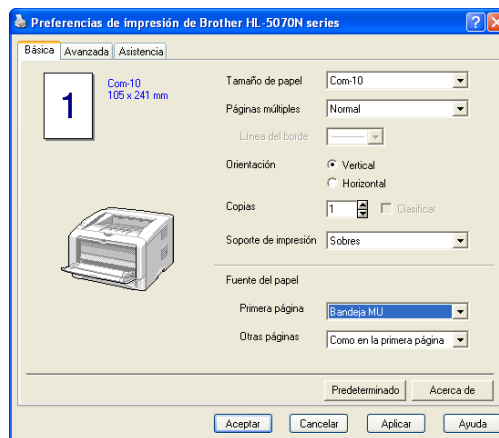 Preferencias de impresión de Brother HL-5070N series
Básica Avanzada Asistencia
1
Com-10
105 x 241 mm
Tamaño de papel Com-10
Páginas múltiples Normal
Línea del borde
Orientación Vertical
Horizontal
Copias 1 Clasificar
Soporte de impresión Sobres
Fuente del papel
Primera página Bandeja MU
Otras páginas Como en la primera página
Predeterminado Acerca de
Aceptar Cancelar Aplicar Ayuda